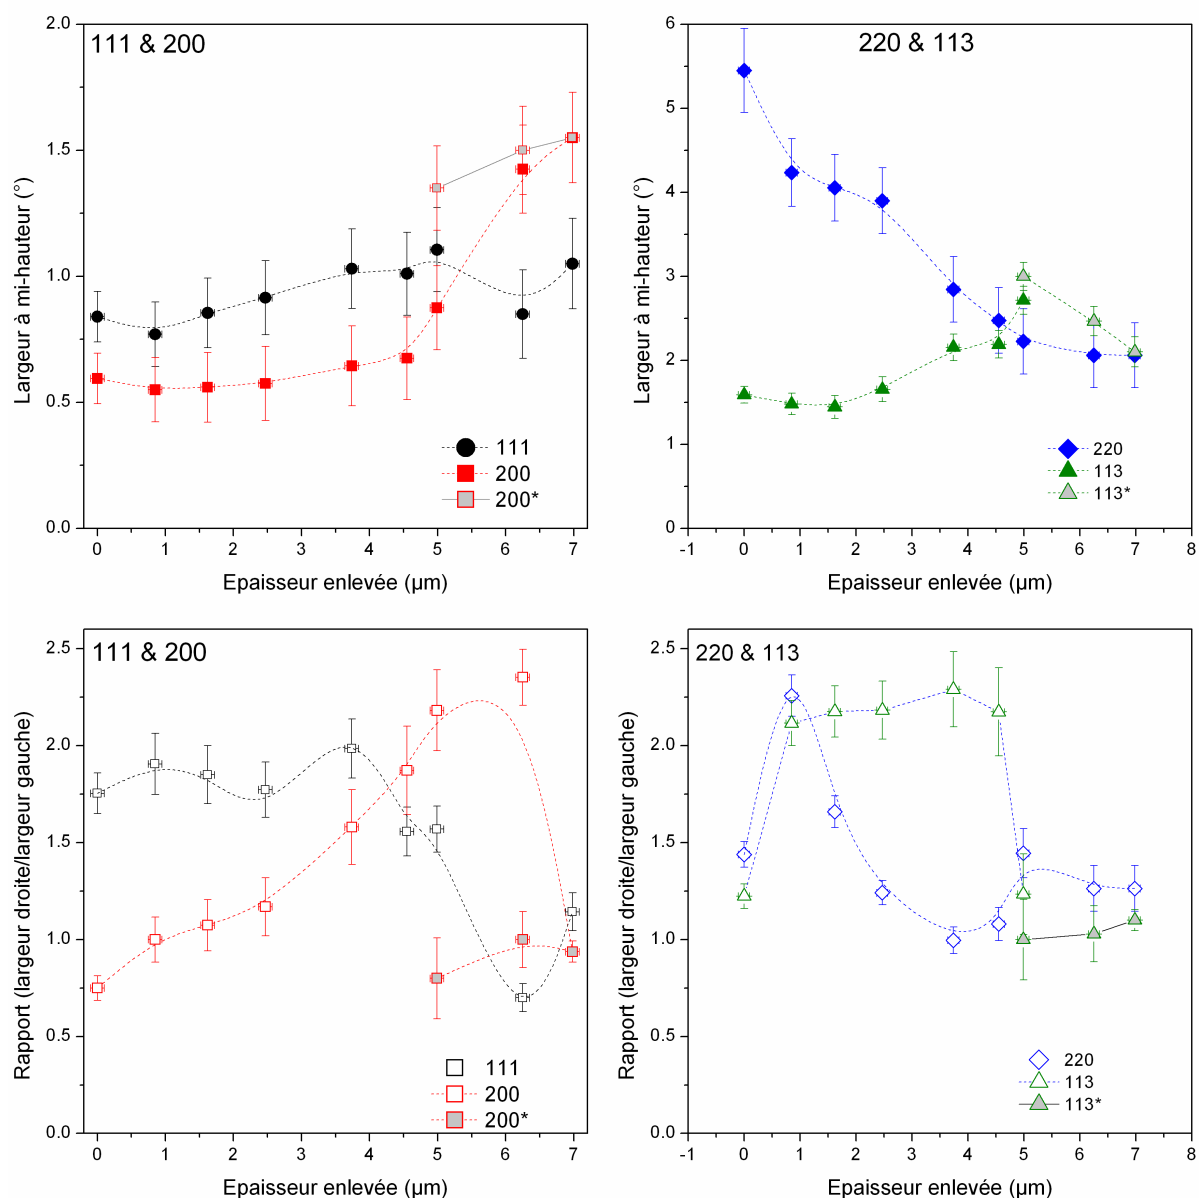 111 & 200
2.0
1.5
1.0
0.5
0.0
Largeur à mi-hauteur (°)
111
200
200*
0 1 2 3 4 5 6 7
Epaisseur enlevée (µm)
220 & 113
6
5
4
3
2
1
0
Largeur à mi-hauteur (°)
220
113
113*
-1 0 1 2 3 4 5 6 7 8
Epaisseur enlevée (µm)
111 & 200
2.5
2.0
1.5
1.0
0.5
0.0
Rapport (largeur droite/largeur gauche)
111
200
200*
0 1 2 3 4 5 6 7
Epaisseur enlevée (µm)
220 & 113
2.5
2.0
1.5
1.0
0.5
0.0
Rapport (largeur droite/largeur gauche)
220
113
113*
-1 0 1 2 3 4 5 6 7 8
Epaisseur enlevée (µm)